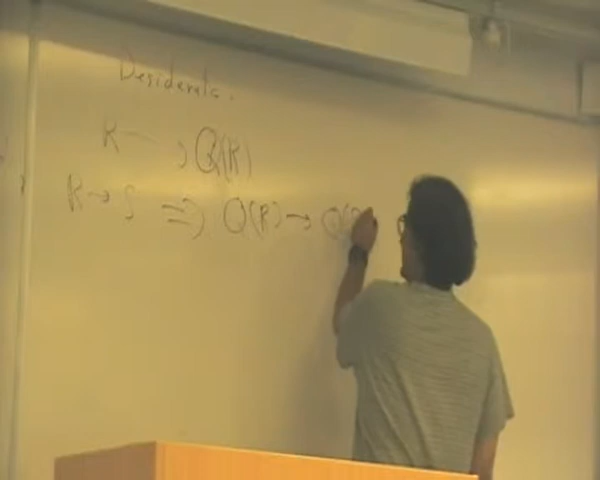 Desiderata.
R → Q(R)
R → S ⇒ Q(R) → Q(